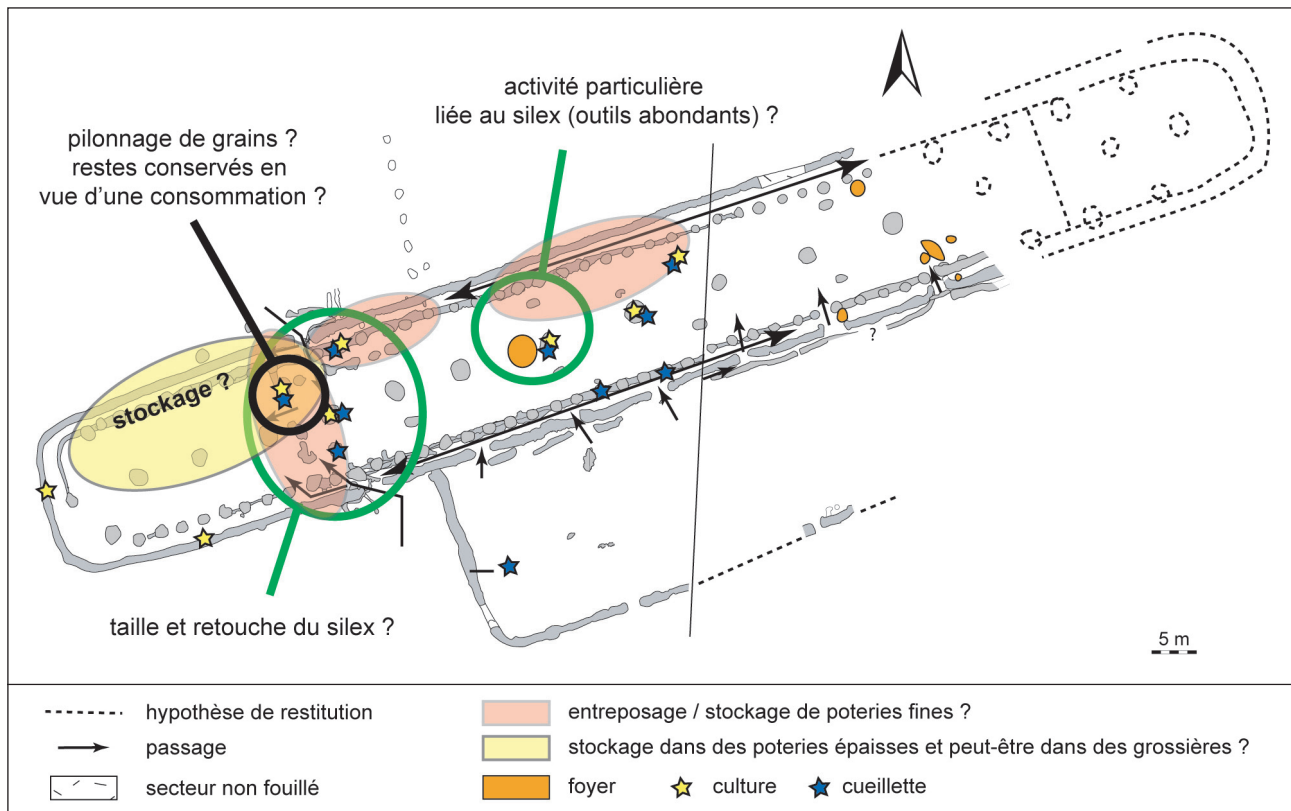 activité particulière
liée au silex (outils abondants) ?
pilonnage de grains ?
restes conservés en
vue d'une consommation ?
stockage ?
?
taille et retouche du silex ?
5 m
hypothèse de restitution
passage
secteur non fouillé
entreposage / stockage de poteries fines ?
stockage dans des poteries épaisses et peut-être dans des grossières ?
foyer
culture
cueillette